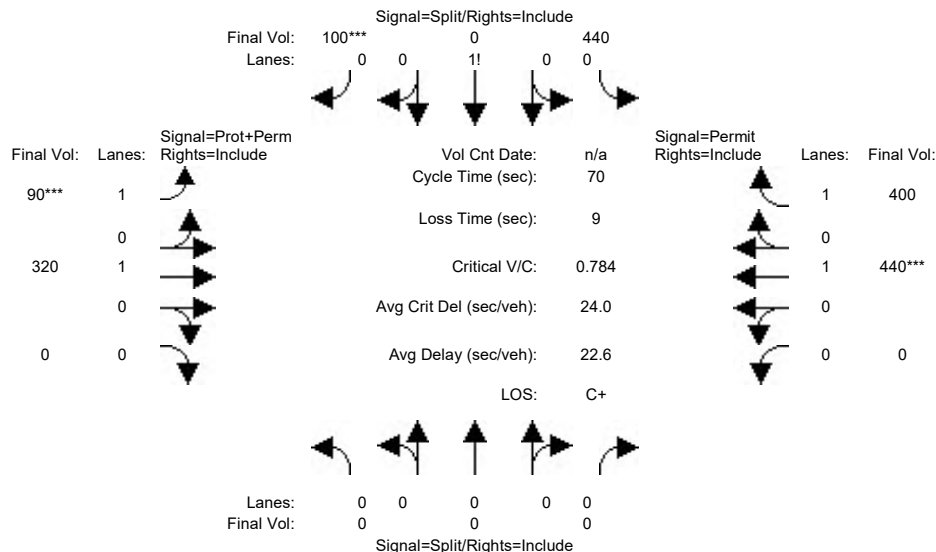 Signal=Split/Rights=Include
Final Vol: 100*** 0 440
Lanes: 0 0 1! 0 0
Signal=Prot+Perm
Final Vol: Lanes: Rights=Include
Vol Cnt Date: n/a
Signal=Permit
Rights=Include Lanes: Final Vol:
Cycle Time (sec): 70
90*** 1
1 400
Loss Time (sec): 9
0
0
320 1
Critical V/C: 0.784
1 440***
0
Avg Crit Del (sec/veh): 24.0
0
0 0
Avg Delay (sec/veh): 22.6
0 0
LOS: C+
Lanes: 0 0 0 0 0
Final Vol: 0 0 0
Signal=Split/Rights=Include